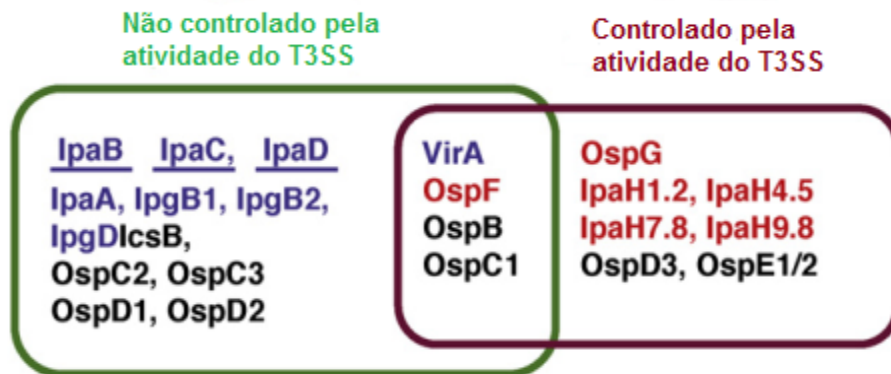 Não controlado pela
atividade do T3SS
Controlado pela
atividade do T3SS
IpaB IpaC, IpaD
IpaA, IpgB1, IpgB2,
IpgDIcsB,
OspC2, OspC3
OspD1, OspD2
VirA
OspF
OspB
OspC1
OspG
IpaH1.2, IpaH4.5
IpaH7.8, IpaH9.8
OspD3, OspE1/2